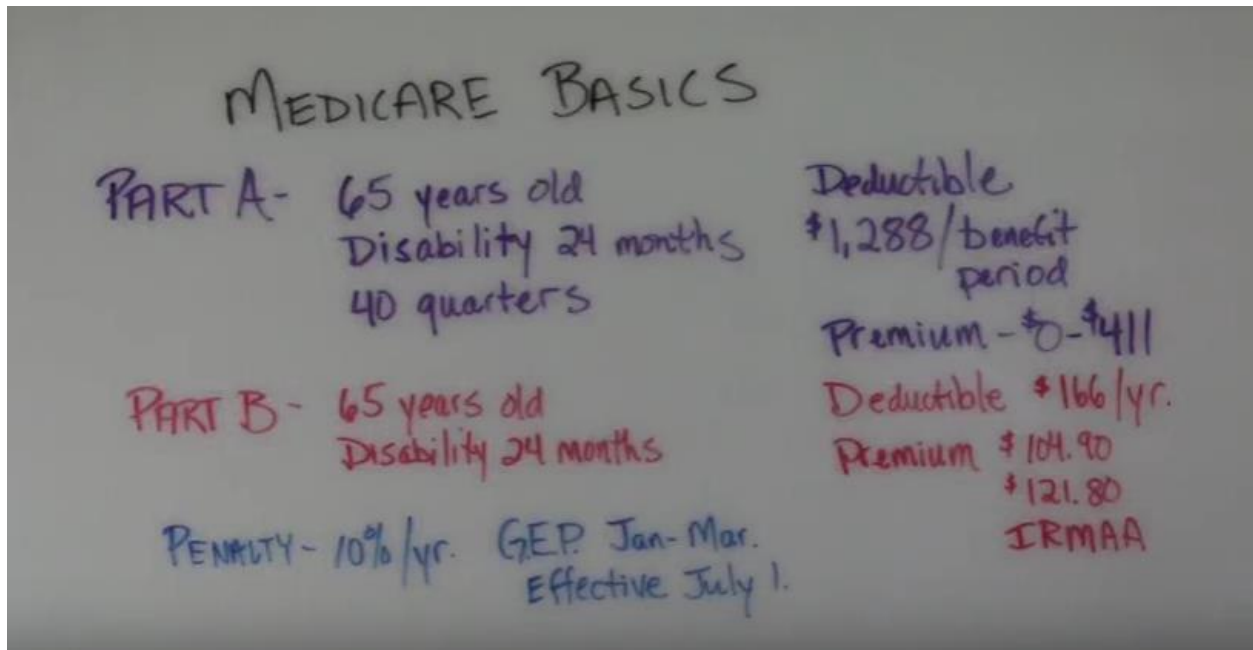 MEDICARE BASICS
PART A- 65 years old
Disability 24 months
40 quarters
Deductible
$1,288/benefit
period
Premium - $0-$411
PART B - 65 years old
Disability 24 months
Deductible $166/yr.
Premium $104.90
$121.80
IRMAA
PENALTY - 10%/yr. G.E.P. Jan-Mar.
Effective July 1.